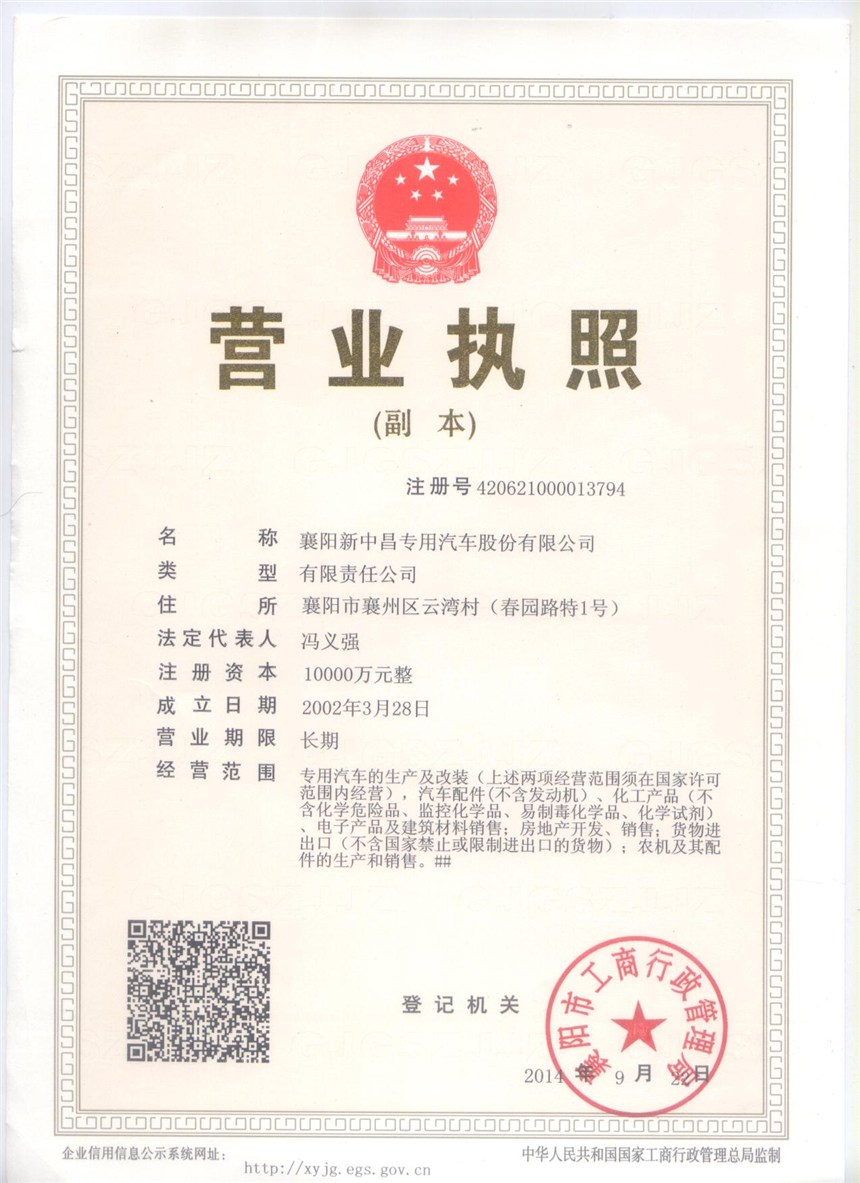 营业执照
(副 本)
注册号 420621000013794
名 称 襄阳新中昌专用汽车股份有限公司
类 型 有限责任公司
住 所 襄阳市襄州区云湾村（春园路特1号）
法定代表人 冯义强
注册资本 10000万元整
成立日期 2002年3月28日
营业期限 长期
经营范围 专用汽车的生产及改装（上述两项经营范围须在国家许可
范围内经营），汽车配件(不含发动机）、化工产品（不
含化学危险品、监控化学品、易制毒化学品、化学试剂）
、电子产品及建筑材料销售；房地产开发、销售；货物进
出口（不含国家禁止或限制进出口的货物）；农机及其配
件的生产和销售。##
登记机关
襄阳市工商行政管理局
2014 年 9 月 22日
企业信用信息公示系统网址：
http://xyjg.egs.gov.cn
中华人民共和国国家工商行政管理总局监制